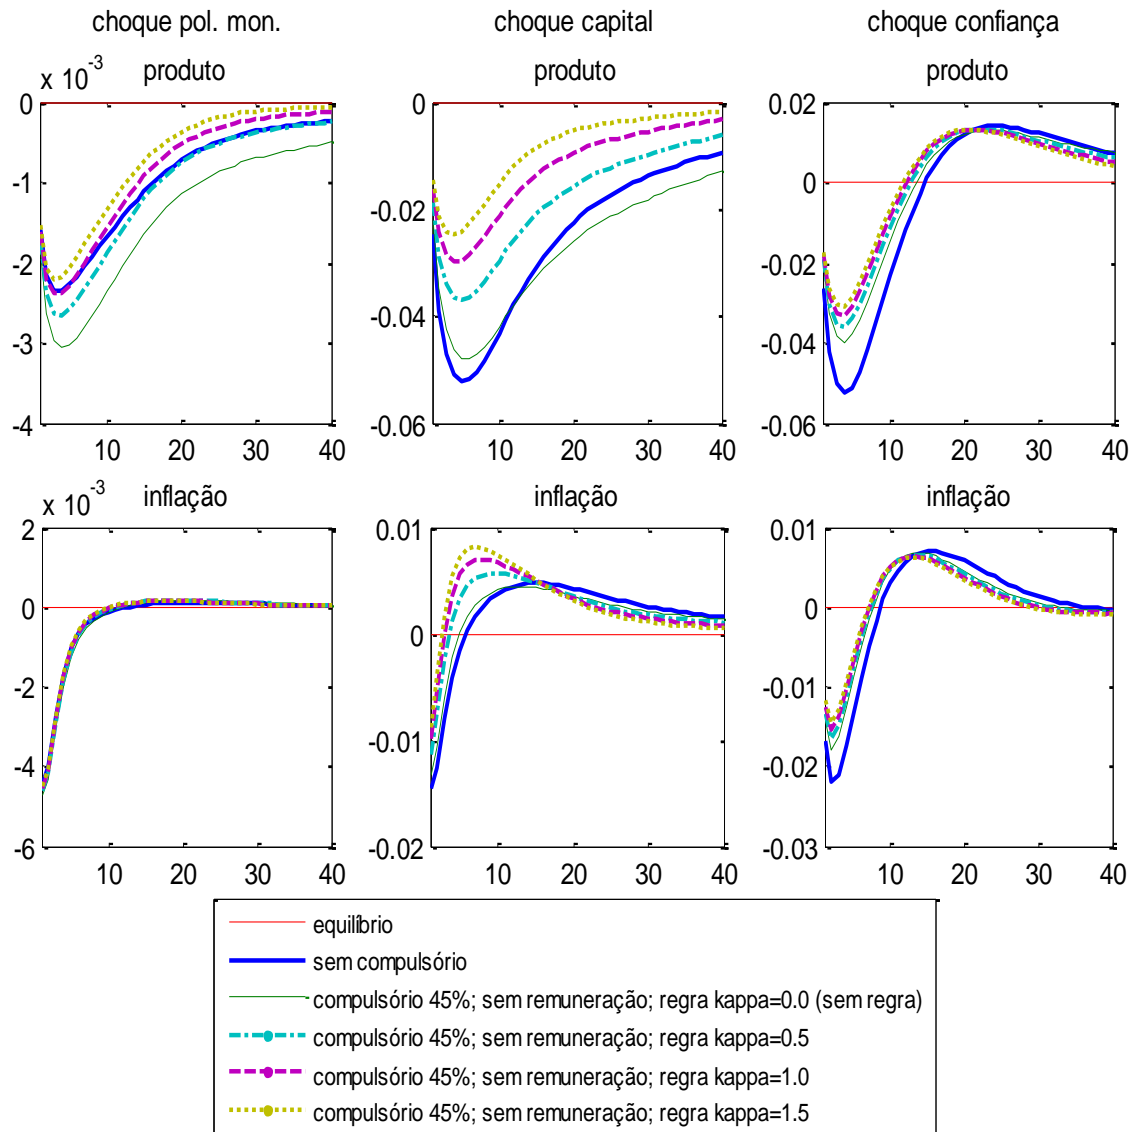 choque pol. mon. choque capital choque confiança
produto produto produto
x 10^-3
0 0 0.02
-1 -0.02 0
-2 -0.02
-3 -0.04 -0.04
-4 -0.06 -0.06
10 20 30 40 10 20 30 40 10 20 30 40
inflação inflação inflação
x 10^-3
2 0.01 0.01
0 0 0
-2 -0.01
-4 -0.01 -0.02
-6 -0.02 -0.03
10 20 30 40 10 20 30 40 10 20 30 40
equilíbrio
sem compulsório
compulsório 45%; sem remuneração; regra kappa=0.0 (sem regra)
compulsório 45%; sem remuneração; regra kappa=0.5
compulsório 45%; sem remuneração; regra kappa=1.0
compulsório 45%; sem remuneração; regra kappa=1.5